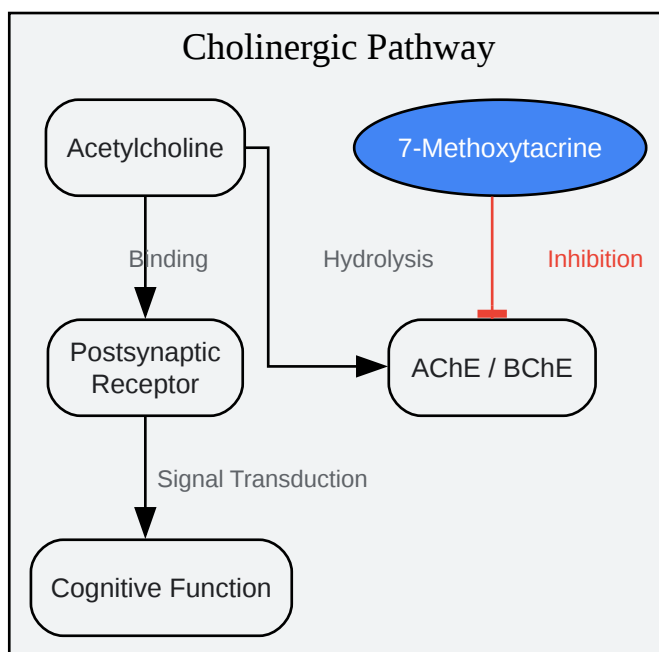 Cholinergic Pathway
Acetylcholine
7-Methoxytacrine
Binding
Hydrolysis
Inhibition
Postsynaptic
Receptor
AChE / BChE
Signal Transduction
Cognitive Function